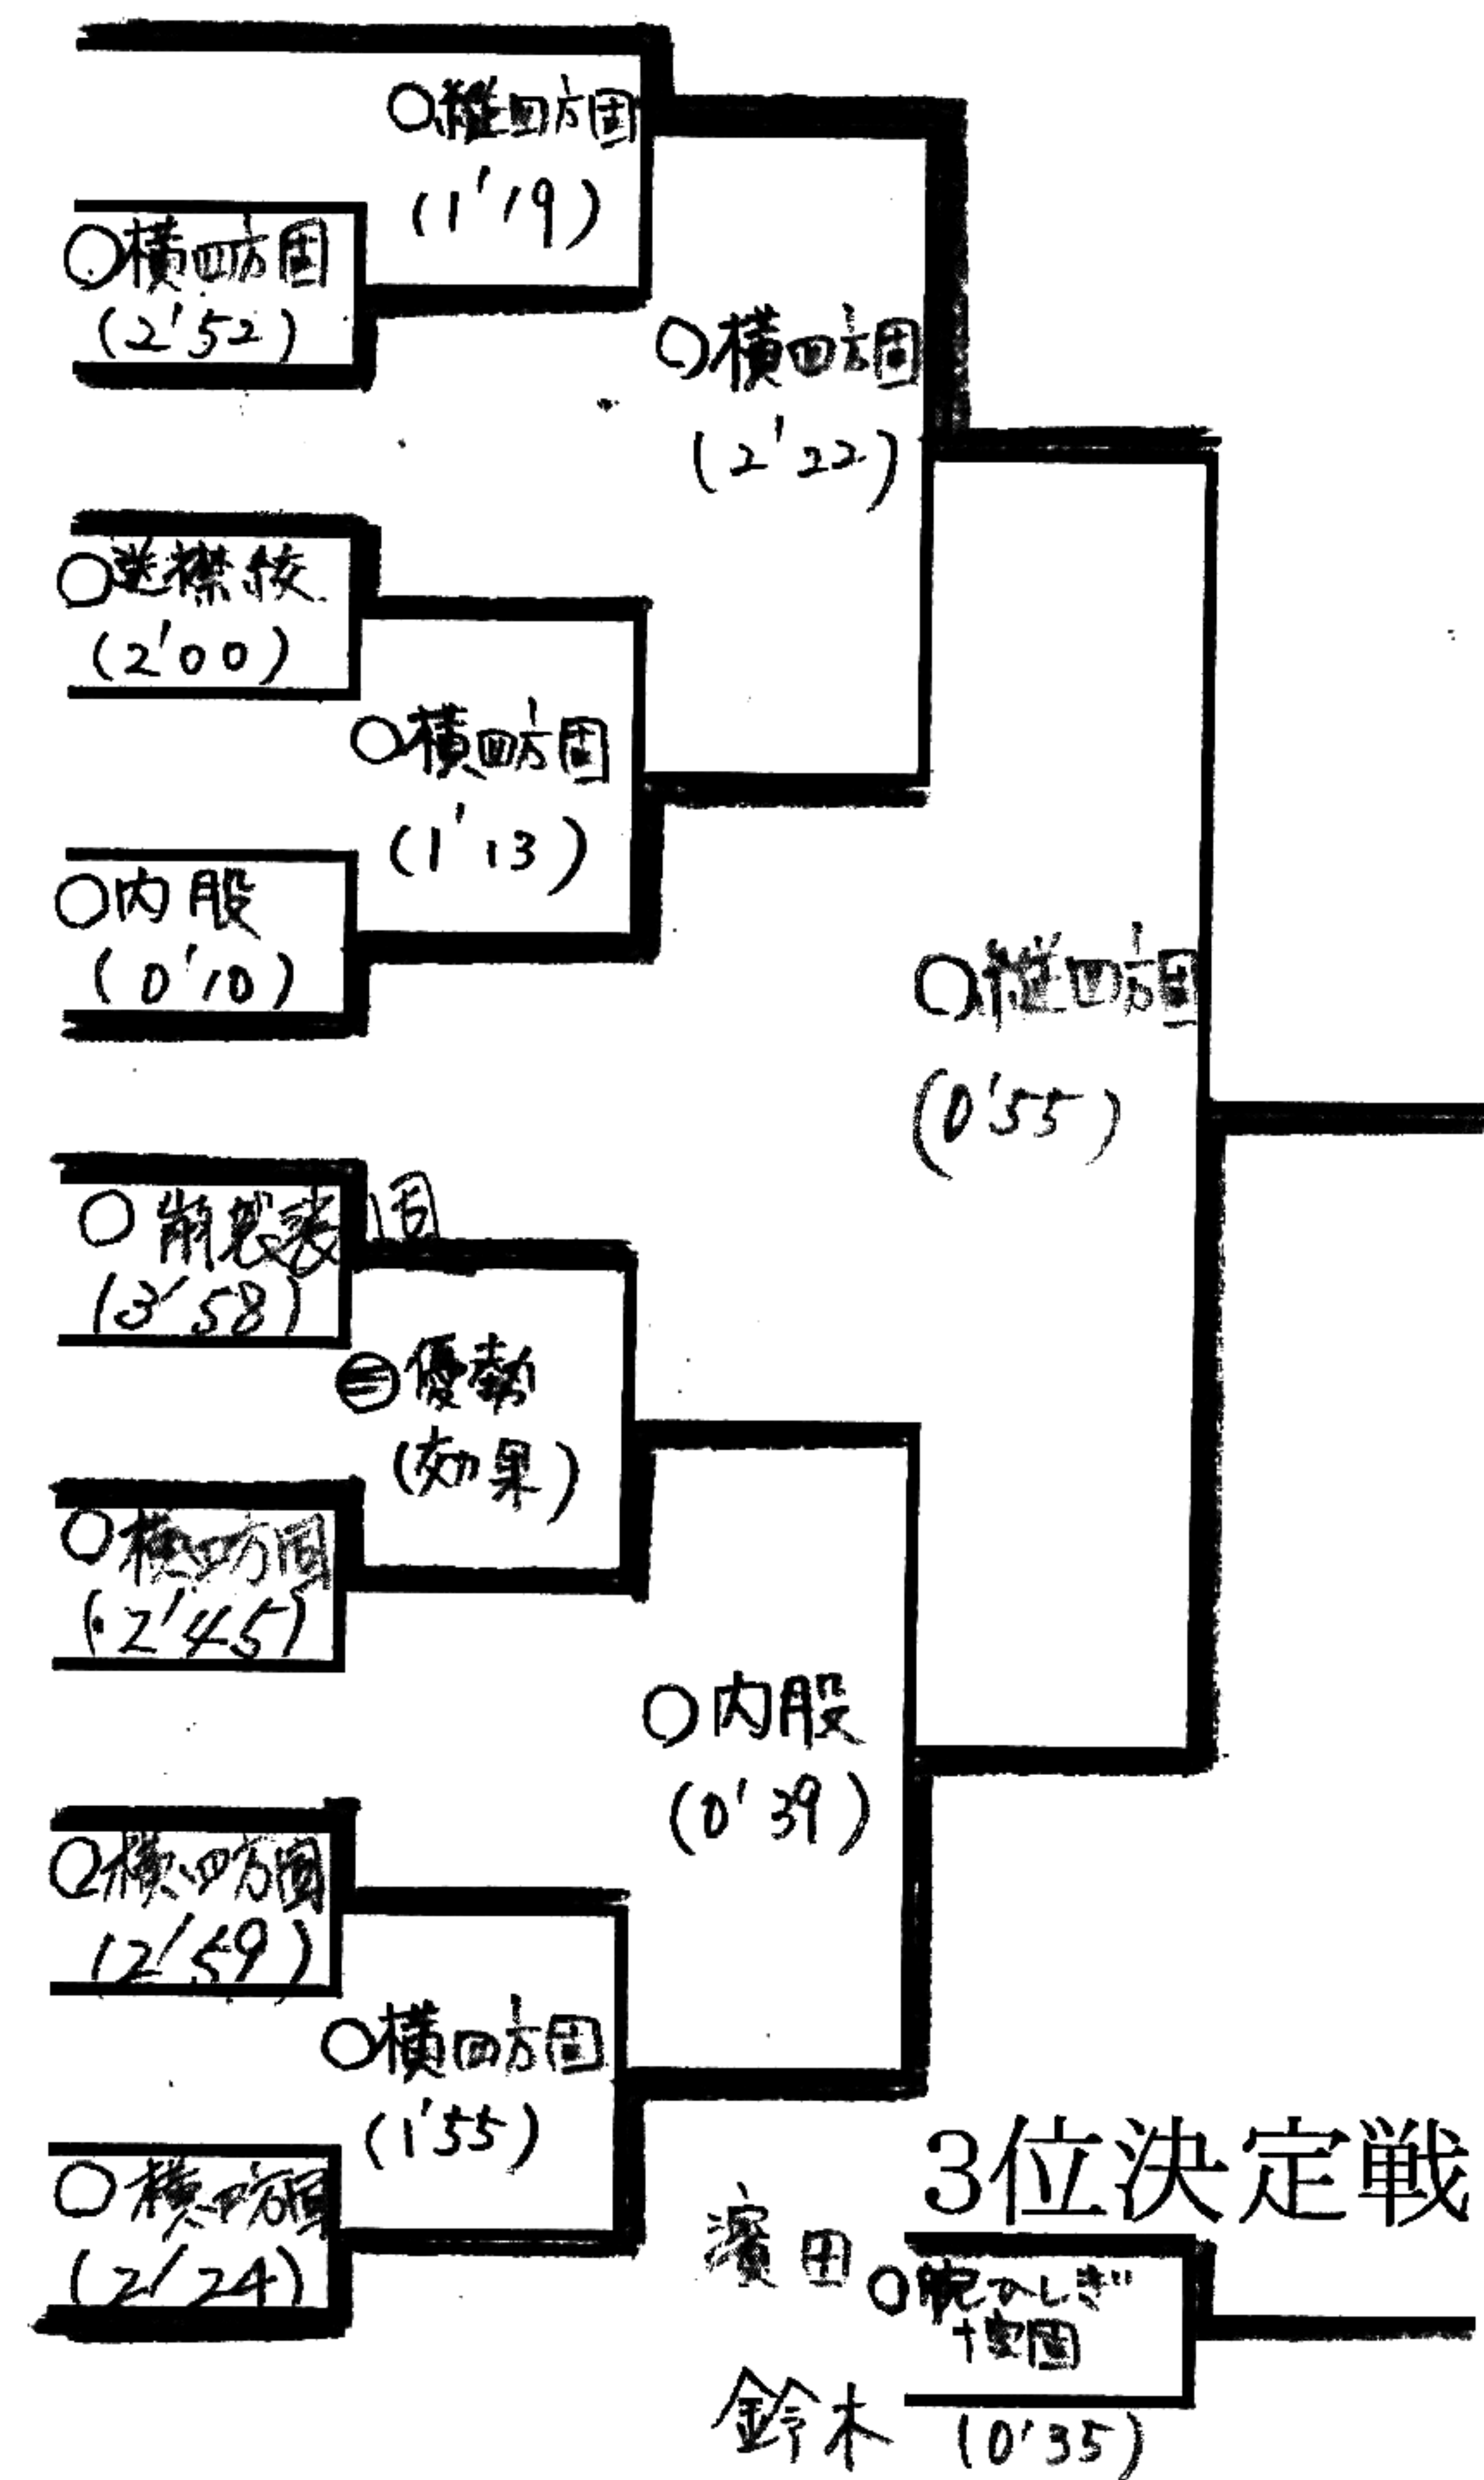 ○縦四方固
(1'19)
○横四方固
(2'52)
○横四方固
(2'22)
○送襟絞
(2'00)
○横四方固
(1'13)
○内股
(0'10)
○縦四方固
(0'55)
○崩袈裟固
(3'58)
優勢
(効果)
○横四方固
(2'45)
○内股
(0'39)
○横四方固
(2'59)
○横四方固
(1'55)
○横四方固
(2'24)
3位決定戦
濱田
○腕ひしぎ
十字固
鈴木
(0'35)